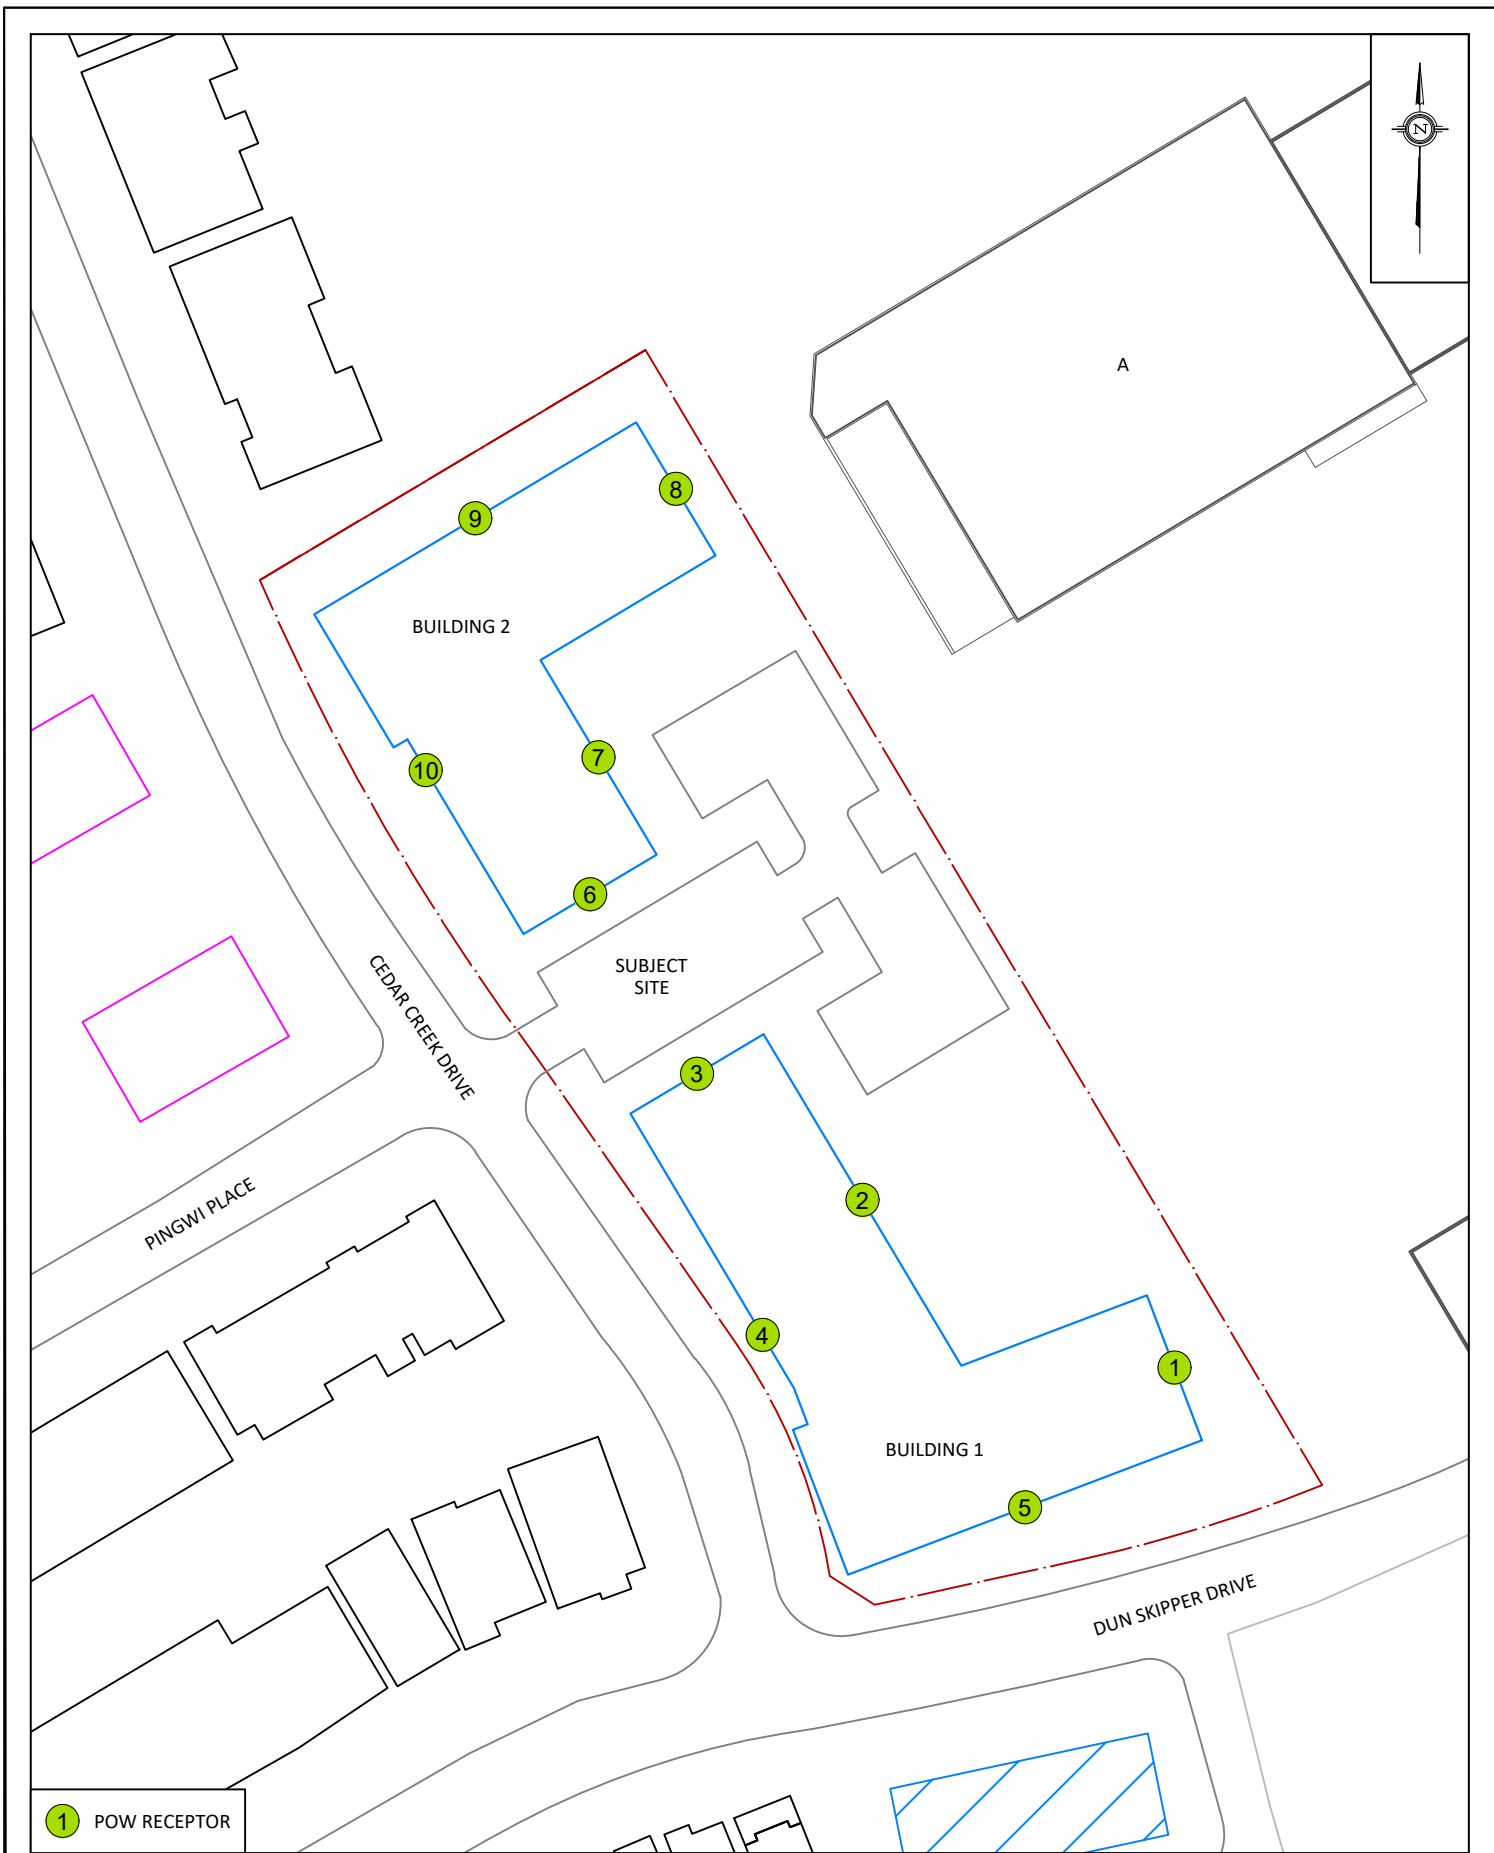 N
A
8
9
BUILDING 2
7
10
6
SUBJECT
SITE
CEDAR CREEK DRIVE
3
PINGWI PLACE
2
4
1
BUILDING 1
5
DUN SKIPPER DRIVE
1 POW RECEPTOR